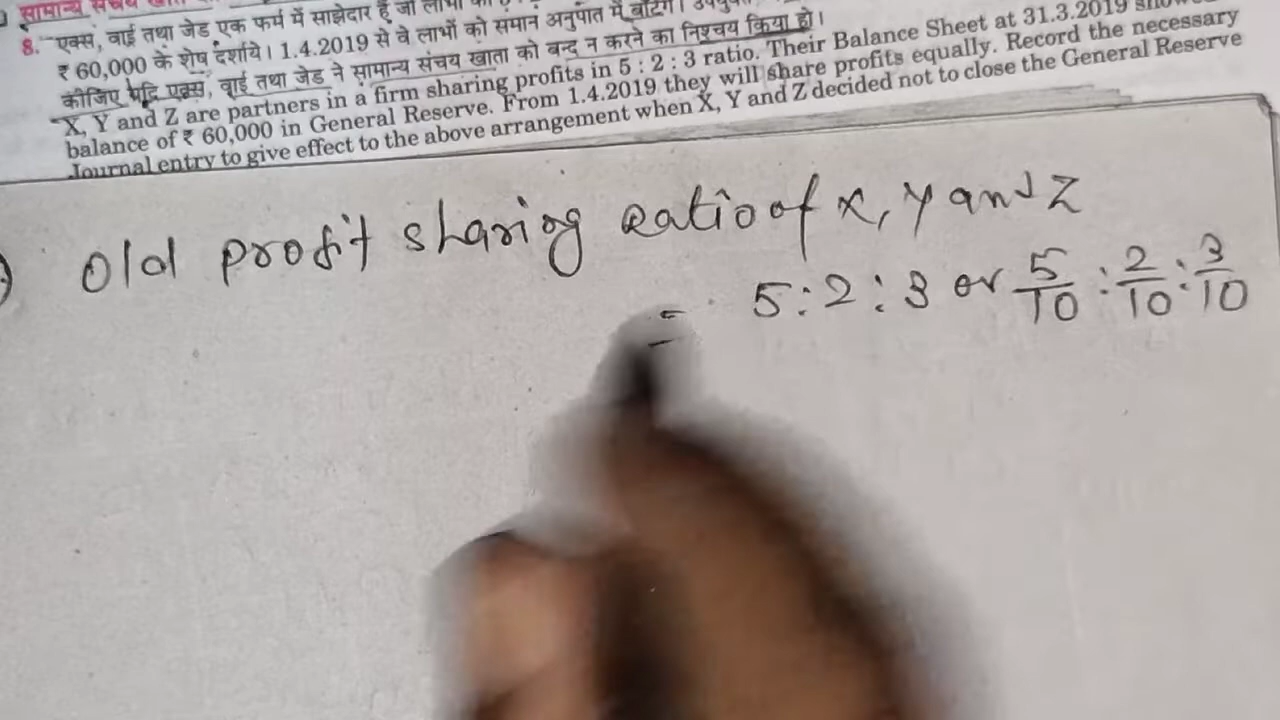 सामान्य संचय
8. एक्स, वाई तथा जेड एक फर्म में साझेदार हैं जो लाभों
₹ 60,000 के शेष दर्शाये। 1.4.2019 से वे लाभों को समान अनुपात में बाँटेंगे।
कीजिए यदि एक्स, वाई तथा जेड ने सामान्य संचय खाता को बन्द न करने का निश्चय किया हो।
X, Y and Z are partners in a firm sharing profits in 5 : 2 : 3 ratio. Their Balance Sheet at 31.3.2019 showed
balance of ₹ 60,000 in General Reserve. From 1.4.2019 they will share profits equally. Record the necessary
Journal entry to give effect to the above arrangement when X, Y and Z decided not to close the General Reserve
Old profit sharing Ratio of X, Y and Z
= 5 : 2 : 3 or 5/10 : 2/10 : 3/10